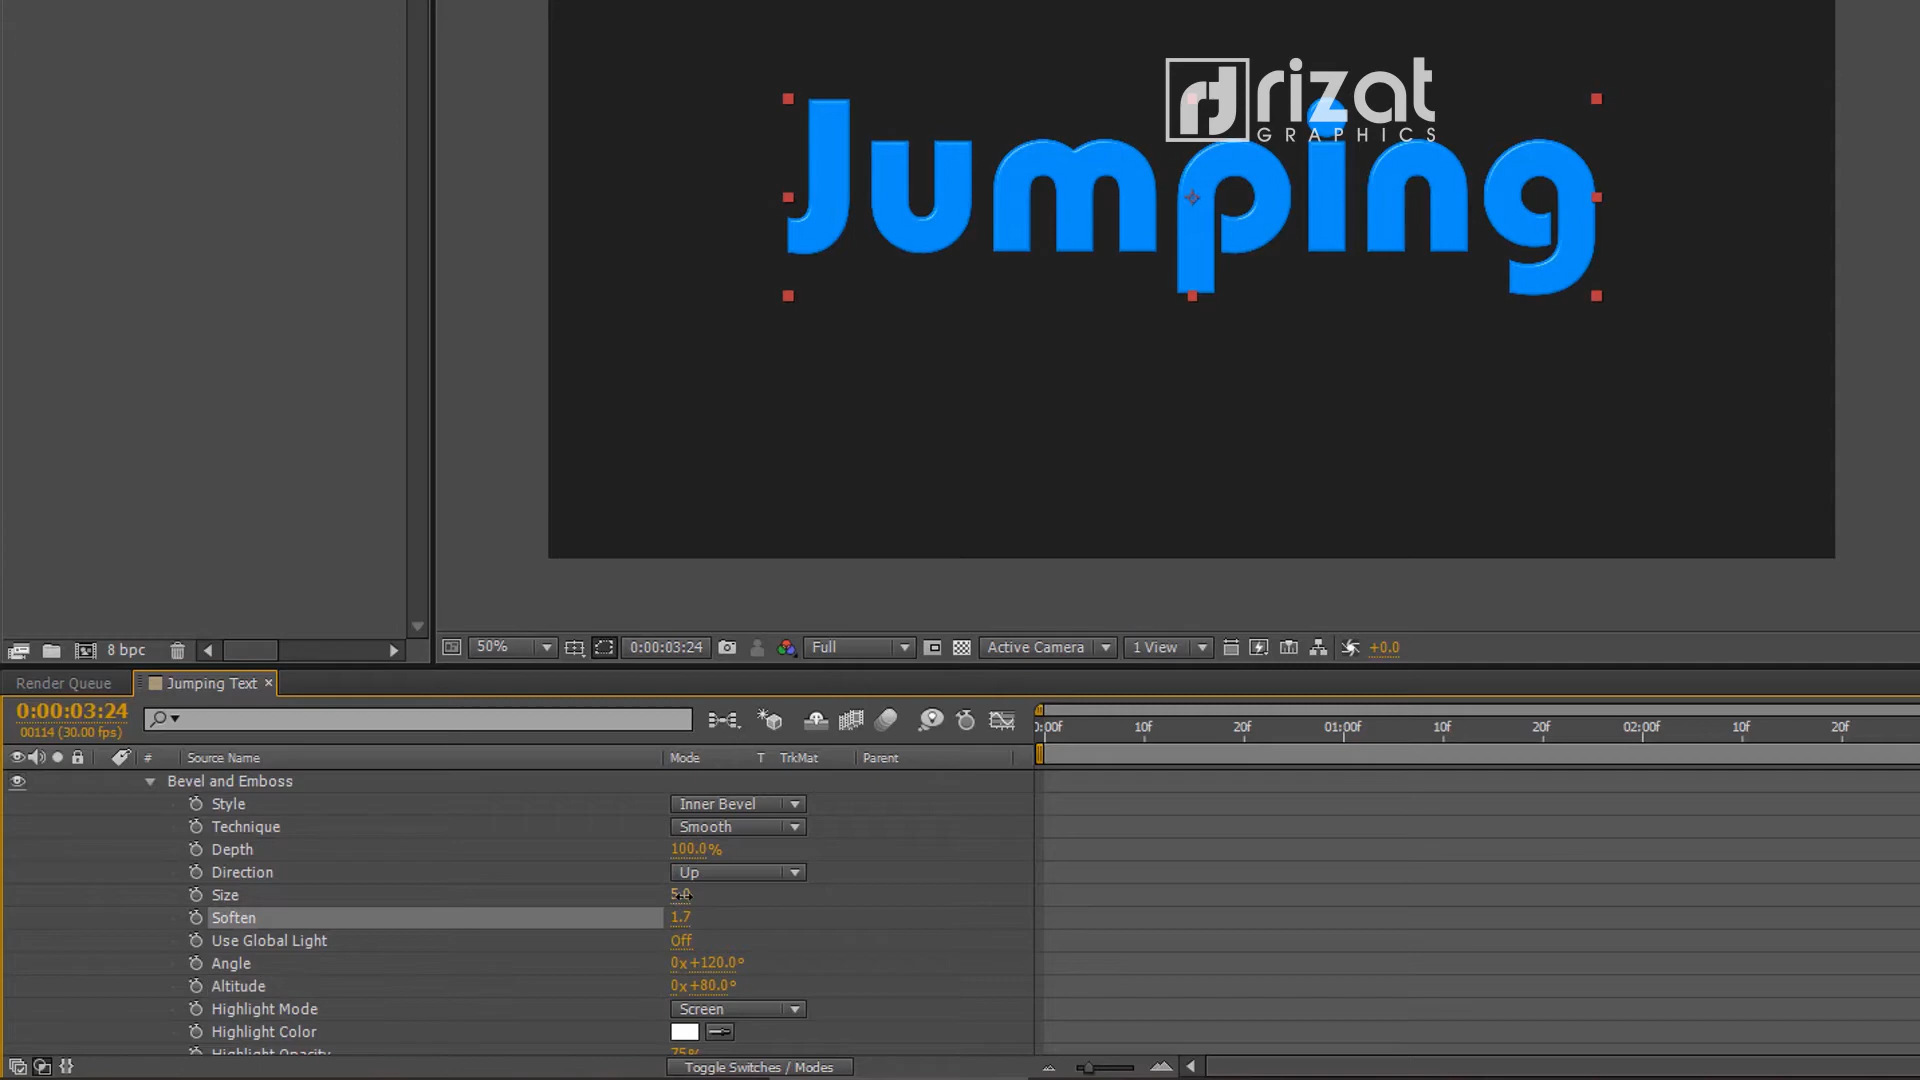 rizat
GRAPHICS
Jumping
8 bpc
50%
0:00:03:24
Full
Active Camera
1 View
+0.0
Render Queue
Jumping Text ×
0:00:03:24
00114 (30.00 fps)
:00f 10f 20f 01:00f 10f 20f 02:00f 10f 20f
# Source Name Mode T TrkMat Parent
Bevel and Emboss
Style Inner Bevel
Technique Smooth
Depth 100.0%
Direction Up
Size 5.0
Soften 1.7
Use Global Light Off
Angle 0x+120.0°
Altitude 0x+80.0°
Highlight Mode Screen
Highlight Color
Highlight Opacity 75%
Toggle Switches / Modes